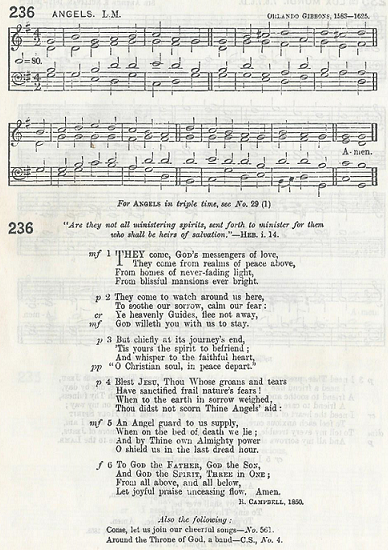 236 ANGELS. L.M. ORLANDO GIBBONS, 1583—1625.
=80.
A-men.
For ANGELS in triple time, see No. 29 (1)
236
"Are they not all ministering spirits, sent forth to minister for them
who shall be heirs of salvation."—HEB. i. 14.
mf 1 THEY come, God's messengers of love,
They come from realms of peace above,
From homes of never-fading light,
From blissful mansions ever bright.
p 2 They come to watch around us here,
To soothe our sorrow, calm our fear:
cr Ye heavenly Guides, flee not away,
mf God willeth you with us to stay.
p 3 But chiefly at its journey's end,
'Tis yours the spirit to befriend;
And whisper to the faithful heart,
pp "O Christian soul, in peace depart."
p 4 Blest JESU, Thou Whose groans and tears
Have sanctified frail nature's fears!
When to the earth in sorrow weighed,
Thou didst not scorn Thine Angels' aid:
mf 5 An Angel guard to us supply,
When on the bed of death we lie;
And by Thine own Almighty power
O shield us in the last dread hour.
f 6 To GOD the FATHER, GOD the SON,
And GOD the SPIRIT, THREE in ONE;
From all above, and all below,
Let joyful praise unceasing flow. Amen.
R. CAMPBELL, 1850.
Also the following:
Come, let us join our cheerful songs—No. 561.
Around the Throne of God, a band—C.S., No. 4.